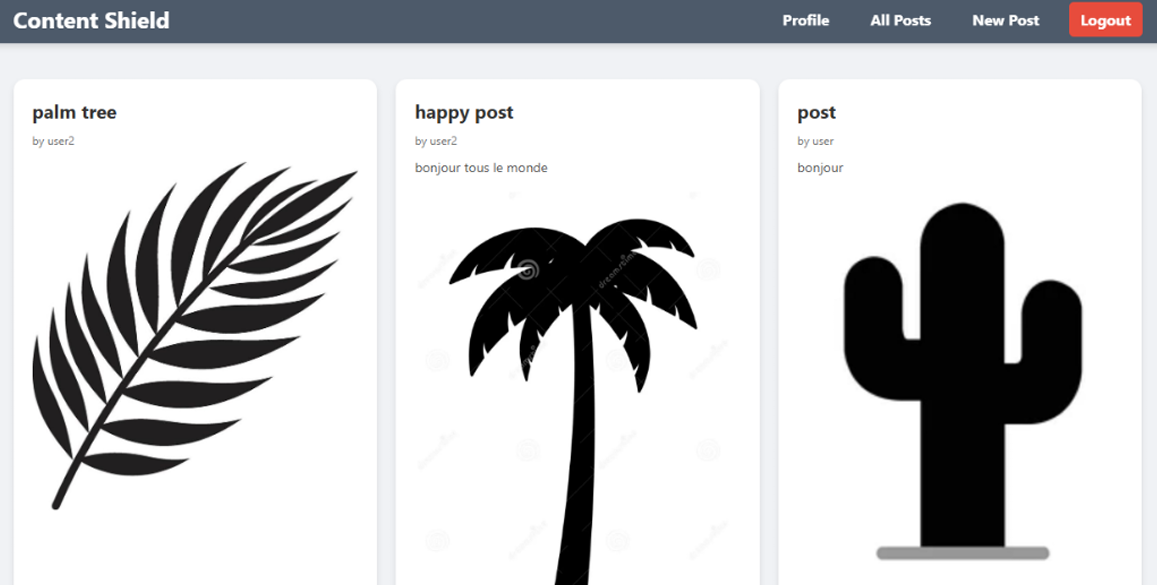 Content Shield
Profile All Posts New Post Logout
palm tree
by user2
happy post
by user2
bonjour tous le monde
post
by user
bonjour
dreamstime